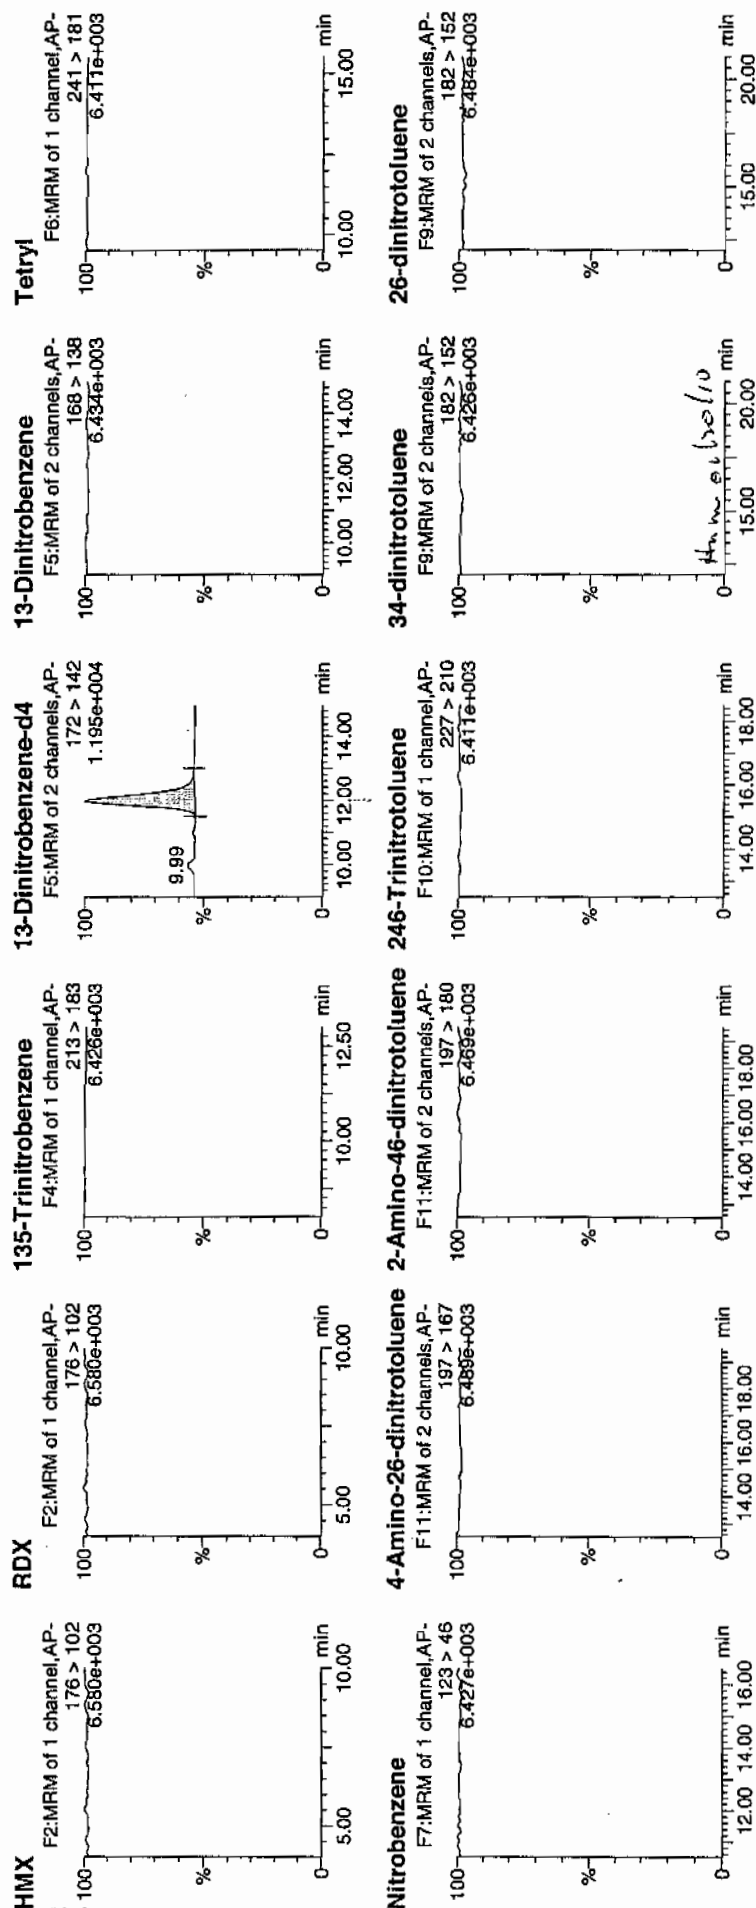 HMX
F2:MRM of 1 channel,AP-
176 > 102
6.580e+003
100
%
0
5.00 10.00 min
RDX
F2:MRM of 1 channel,AP-
176 > 102
6.580e+003
100
%
0
5.00 10.00 min
135-Trinitrobenzene
F4:MRM of 1 channel,AP-
213 > 183
6.426e+003
100
%
0
10.00 12.50 min
13-Dinitrobenzene-d4
F5:MRM of 2 channels,AP-
172 > 142
1.195e+004
100
9.99
%
0
10.00 12.00 14.00 min
13-Dinitrobenzene
F5:MRM of 2 channels,AP-
168 > 138
6.434e+003
100
%
0
10.00 12.00 14.00 min
Tetryl
F6:MRM of 1 channel,AP-
241 > 181
6.411e+003
100
%
0
10.00 15.00 min
Nitrobenzene
F7:MRM of 1 channel,AP-
123 > 46
6.427e+003
100
%
0
12.00 14.00 16.00 min
4-Amino-26-dinitrotoluene
F11:MRM of 2 channels,AP-
197 > 167
6.489e+003
100
%
0
14.00 16.00 18.00 min
2-Amino-46-dinitrotoluene
F11:MRM of 2 channels,AP-
197 > 180
6.469e+003
100
%
0
14.00 16.00 18.00 min
246-Trinitrotoluene
F10:MRM of 1 channel,AP-
227 > 210
6.411e+003
100
%
0
14.00 16.00 18.00 min
34-dinitrotoluene
F9:MRM of 2 channels,AP-
182 > 152
6.426e+003
100
%
0
15.00 20.00 min
26-dinitrotoluene
F9:MRM of 2 channels,AP-
182 > 152
6.484e+003
100
%
0
15.00 20.00 min